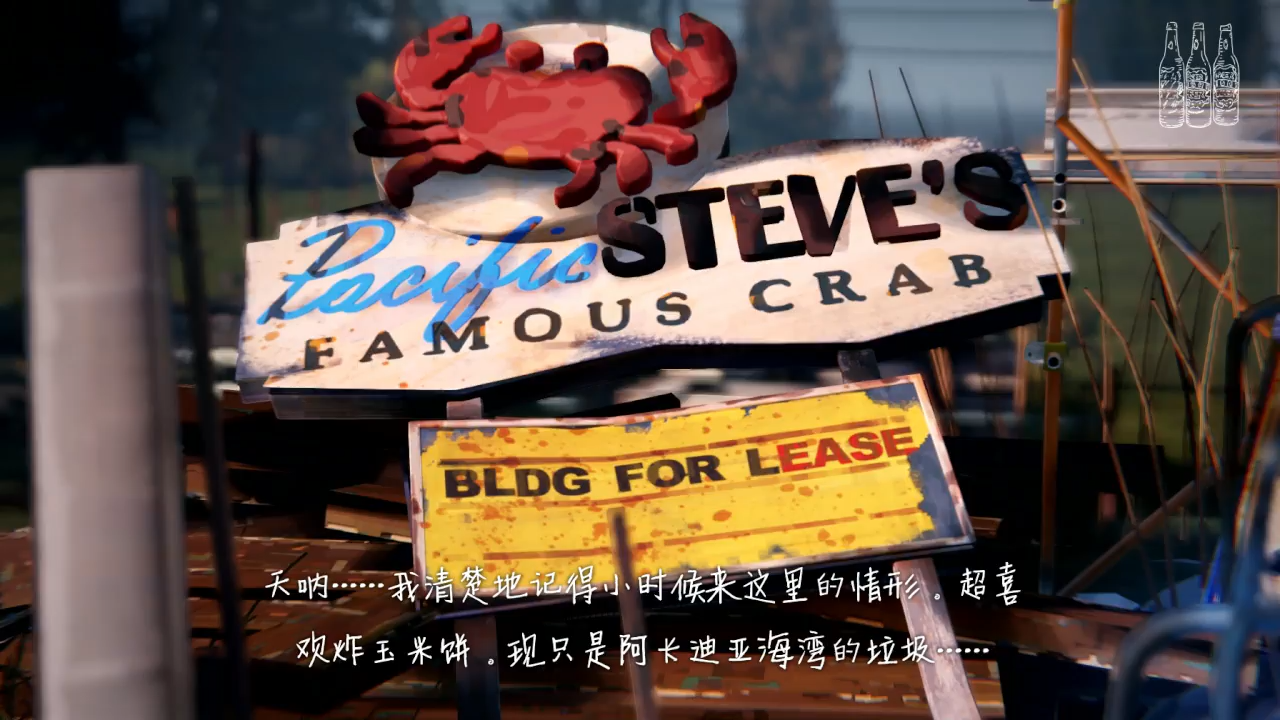 Pacific STEVE'S
FAMOUS CRAB
BLDG FOR LEASE
天呐……我清楚地记得小时候来这里的情形。超喜
欢炸玉米饼。现只是阿卡迪亚海湾的垃圾……